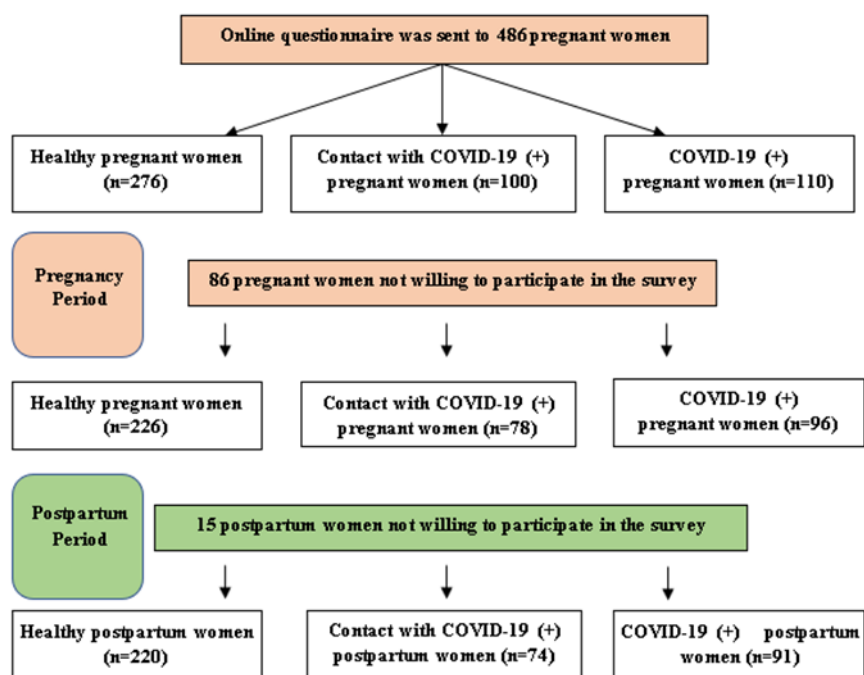 Online questionnaire was sent to 486 pregnant women
Healthy pregnant women
(n=276)
Contact with COVID-19 (+)
pregnant women (n=100)
COVID-19 (+)
pregnant women (n=110)
Pregnancy
Period
86 pregnant women not willing to participate in the survey
Healthy pregnant women
(n=226)
Contact with COVID-19 (+)
pregnant women (n=78)
COVID-19 (+)
pregnant women (n=96)
Postpartum
Period
15 postpartum women not willing to participate in the survey
Healthy postpartum women
(n=220)
Contact with COVID-19 (+)
postpartum women (n=74)
COVID-19 (+) postpartum
women (n=91)